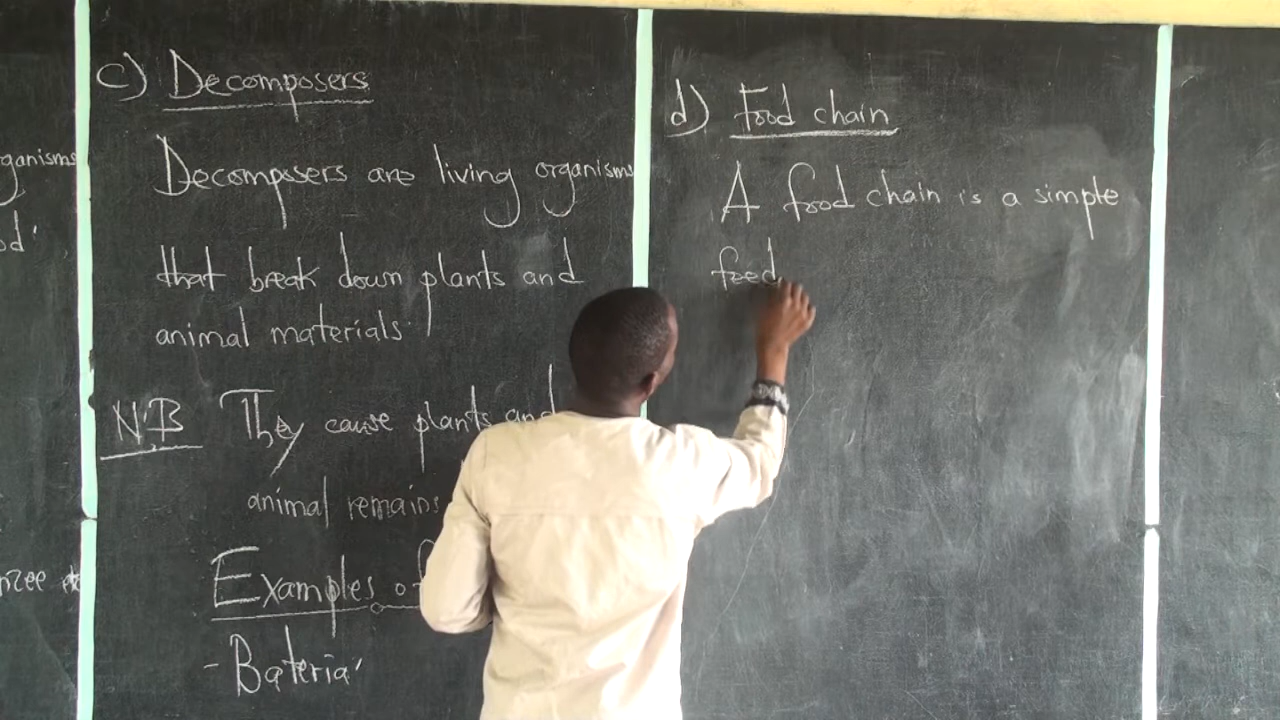 ganisms
od'
c) Decomposers
Decomposers are living organisms
that break down plants and
animal materials.
N.B They cause plants and
animal remains
Examples of
- Bateria
d) Food chain
A food chain is a simple
feed